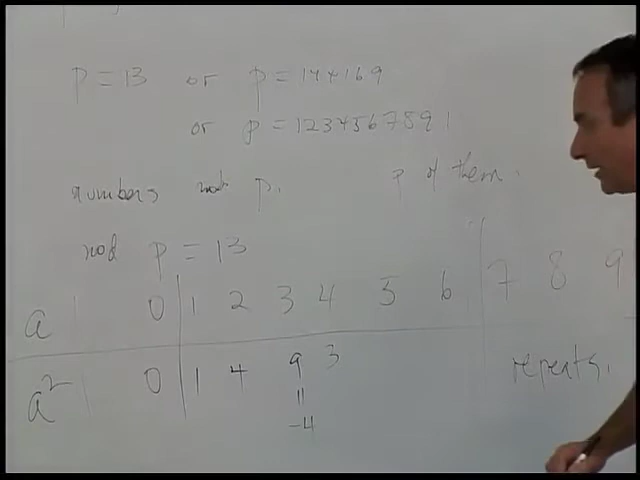 p = 13 or p = 144169
or p = 1234567891
numbers mod p. p of them.
mod p = 13
a 0 1 2 3 4 5 6 7 8 9
a² 0 1 4 9 3 repeats.
=
-4